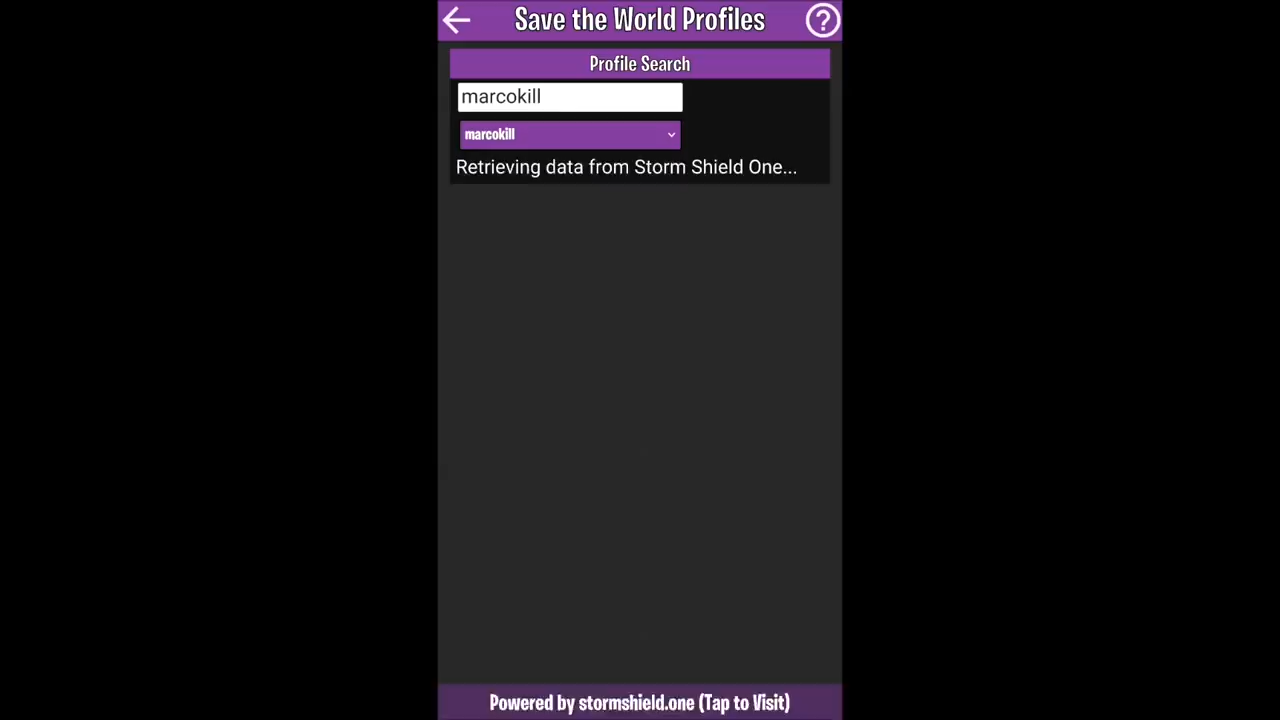 Save the World Profiles
Profile Search
marcokill
marcokill
Retrieving data from Storm Shield One...
Powered by stormshield.one (Tap to Visit)